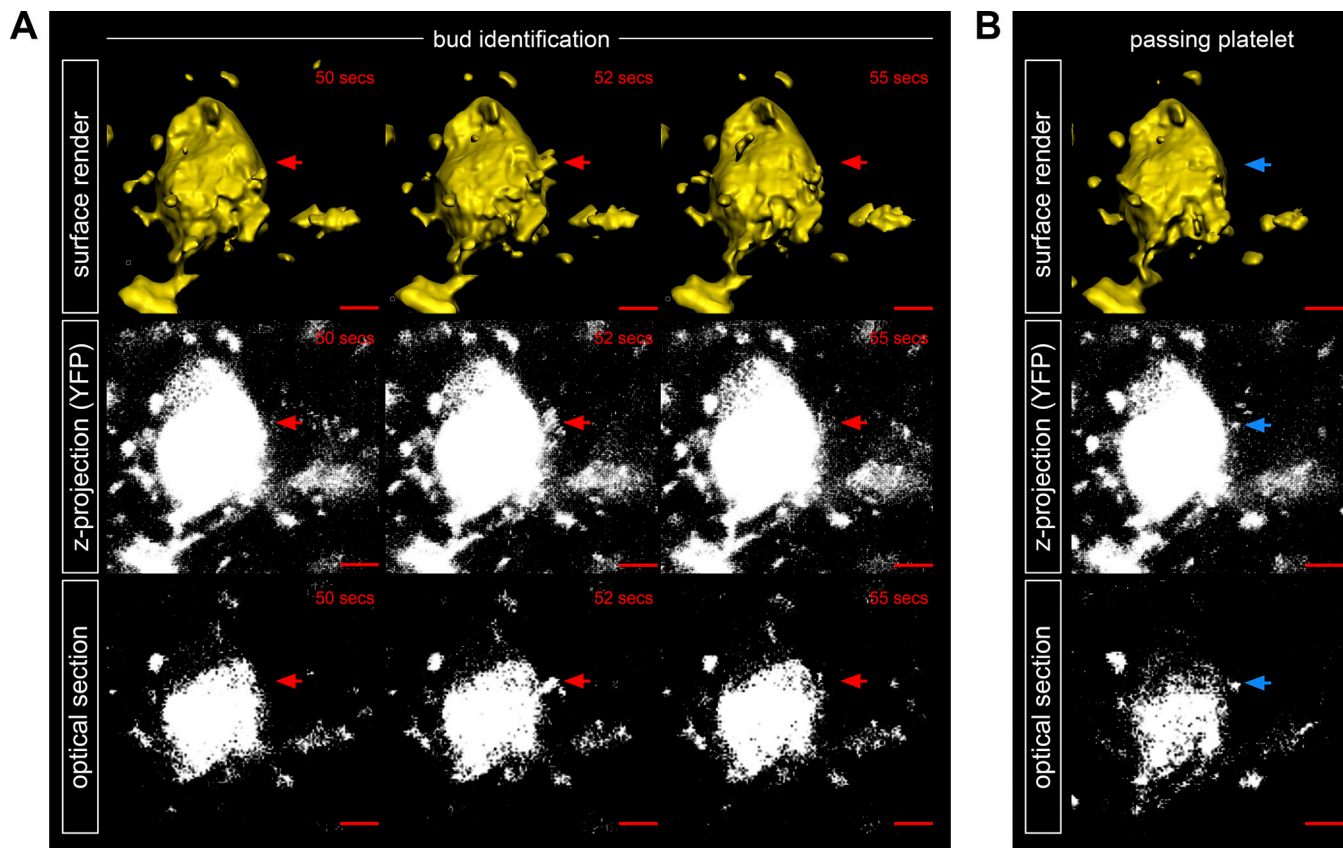 A
B
bud identification
passing platelet
surface render
50 secs
52 secs
55 secs
surface render
z-projection (YFP)
50 secs
52 secs
55 secs
z-projection (YFP)
optical section
50 secs
52 secs
55 secs
optical section